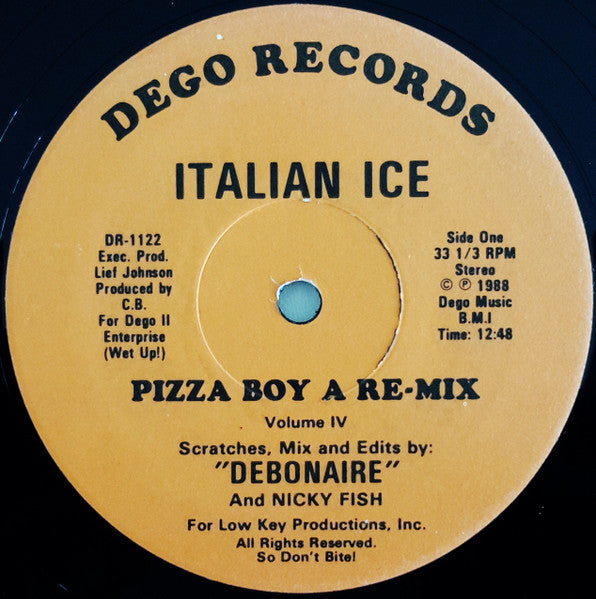 DEGO RECORDS
ITALIAN ICE
DR-1122
Exec. Prod.
Lief Johnson
Produced by
C.B.
For Dego II
Enterprise
(Wet Up!)
Side One
33 1/3 RPM
Stereo
© ℗ 1988
Dego Music
B.M.I
Time: 12:48
PIZZA BOY A RE-MIX
Volume IV
Scratches, Mix and Edits by:
"DEBONAIRE"
And NICKY FISH
For Low Key Productions, Inc.
All Rights Reserved.
So Don't Bite!